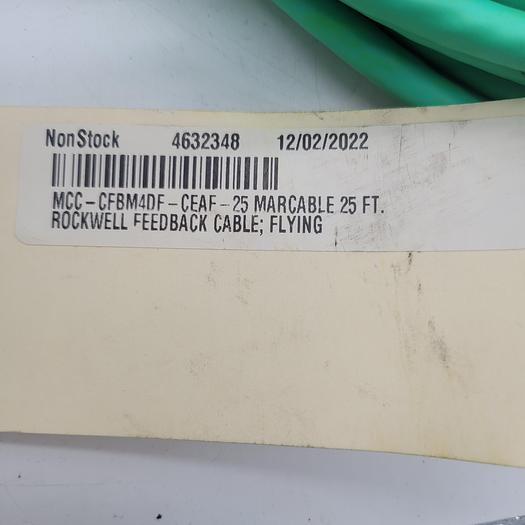 NonStock 4632348 12/02/2022
MCC-CFBM4DF-CEAF-25 MARCABLE 25 FT.
ROCKWELL FEEDBACK CABLE; FLYING